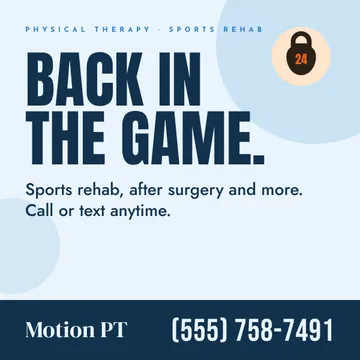 PHYSICAL THERAPY · SPORTS REHAB
24
BACK IN
THE GAME.
Sports rehab, after surgery and more.
Call or text anytime.
Motion PT
(555) 758-7491